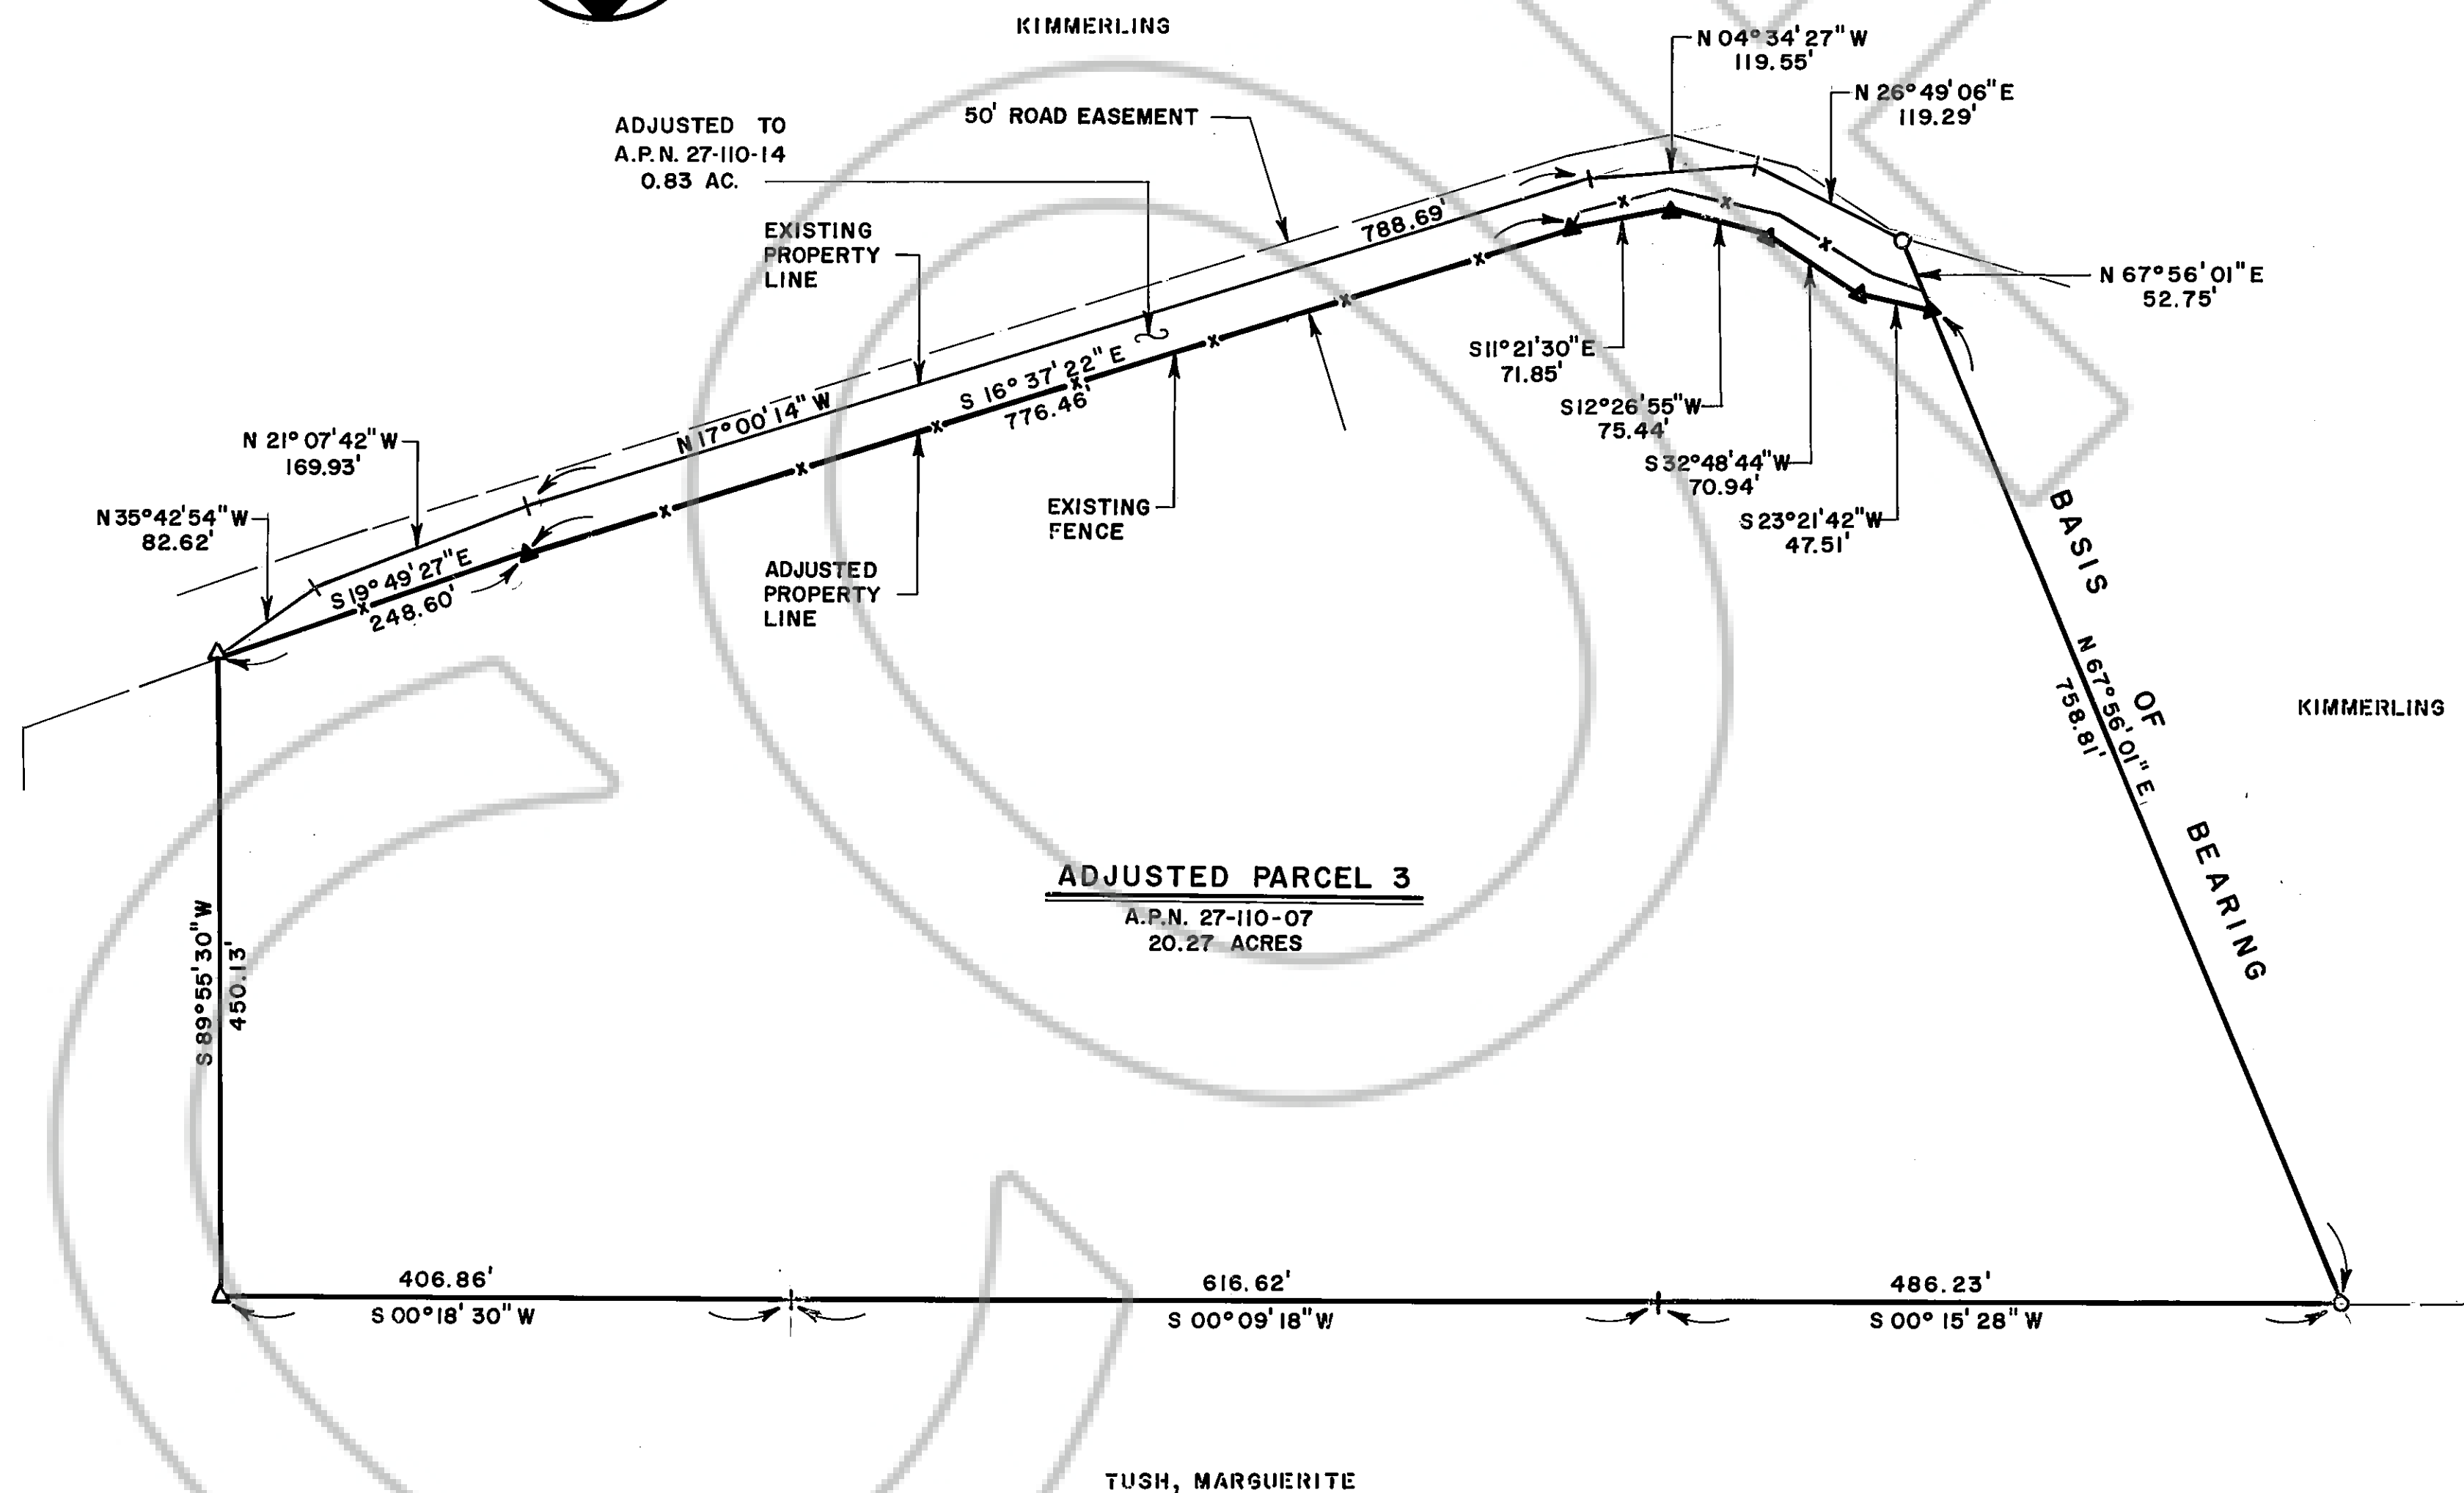 KIMMERLING
N 04°34'27" W
119.55'
N 26°49'06" E
119.29'
50' ROAD EASEMENT
ADJUSTED TO
A.P.N. 27-110-14
0.83 AC.
EXISTING
PROPERTY
LINE
788.69'
N 67°56'01" E
52.75'
S 11°21'30" E
71.85'
S 16°37'22" E
776.46'
N 17°00'14" W
S 12°26'55" W
75.44'
N 21°07'42" W
169.93'
S 32°48'44" W
70.94'
N 35°42'54" W
82.62'
EXISTING
FENCE
S 23°21'42" W
47.51'
S 19°49'27" E
248.60'
ADJUSTED
PROPERTY
LINE
BASIS OF BEARING
N 67°56'01" E
758.81'
KIMMERLING
ADJUSTED PARCEL 3
A.P.N. 27-110-07
20.27 ACRES
S 89°55'30" W
450.13'
406.86'
S 00°18'30" W
616.62'
S 00°09'18" W
486.23'
S 00°15'28" W
TUSH, MARGUERITE